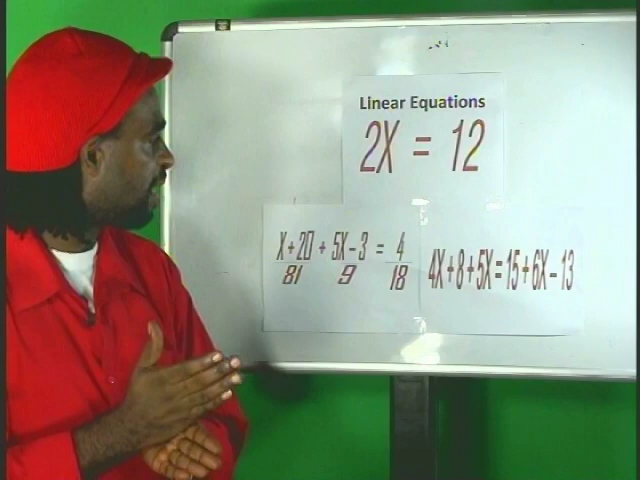 Linear Equations
2X = 12
X + 20 + 5X - 3 = 4
81 9 18
4X + 8 + 5X = 15 + 6X - 13